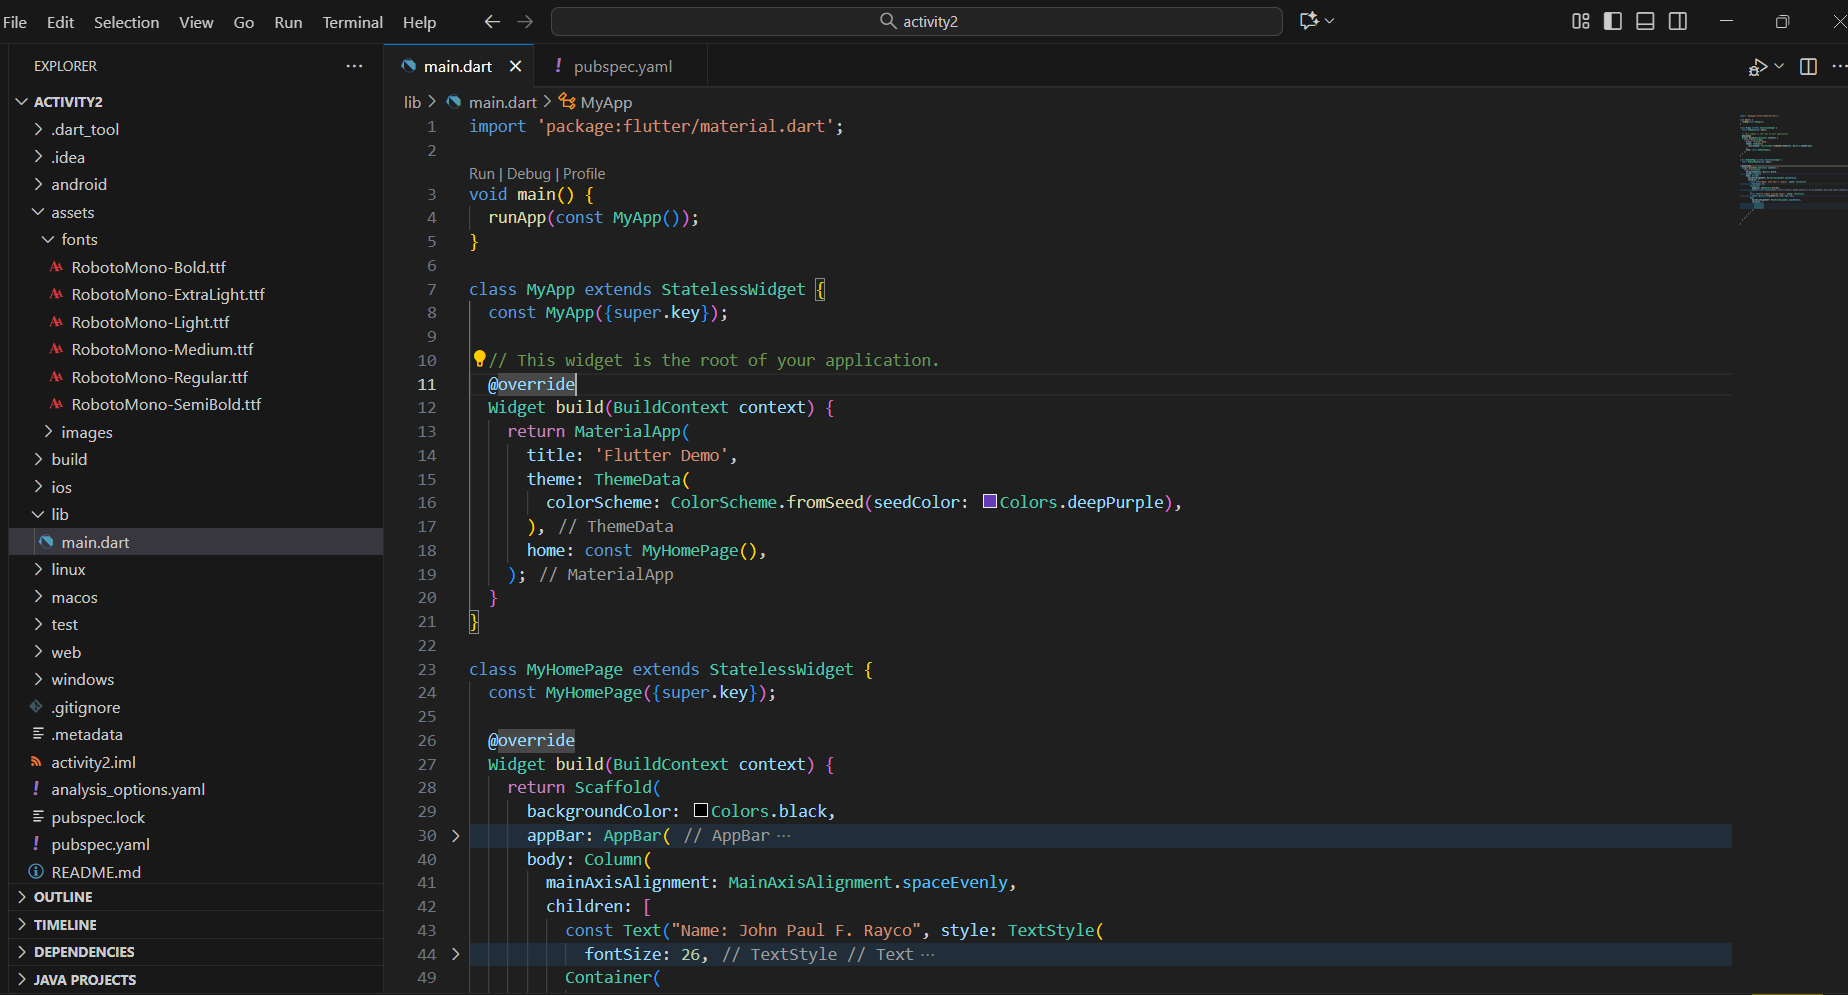 File Edit Selection View Go Run Terminal Help
activity2
EXPLORER
ACTIVITY2
.dart_tool
.idea
android
assets
fonts
RobotoMono-Bold.ttf
RobotoMono-ExtraLight.ttf
RobotoMono-Light.ttf
RobotoMono-Medium.ttf
RobotoMono-Regular.ttf
RobotoMono-SemiBold.ttf
images
build
ios
lib
main.dart
linux
macos
test
web
windows
.gitignore
.metadata
activity2.iml
analysis_options.yaml
pubspec.lock
pubspec.yaml
README.md
OUTLINE
TIMELINE
DEPENDENCIES
JAVA PROJECTS
main.dart
! pubspec.yaml
lib > main.dart > MyApp
1 import 'package:flutter/material.dart';
2
Run | Debug | Profile
3 void main() {
4 runApp(const MyApp());
5 }
6
7 class MyApp extends StatelessWidget {
8 const MyApp({super.key});
9
10 // This widget is the root of your application.
11 @override
12 Widget build(BuildContext context) {
13 return MaterialApp(
14 title: 'Flutter Demo',
15 theme: ThemeData(
16 colorScheme: ColorScheme.fromSeed(seedColor: Colors.deepPurple),
17 ), // ThemeData
18 home: const MyHomePage(),
19 ); // MaterialApp
20 }
21 }
22
23 class MyHomePage extends StatelessWidget {
24 const MyHomePage({super.key});
25
26 @override
27 Widget build(BuildContext context) {
28 return Scaffold(
29 backgroundColor: Colors.black,
30 appBar: AppBar( // AppBar ···
40 body: Column(
41 mainAxisAlignment: MainAxisAlignment.spaceEvenly,
42 children: [
43 const Text("Name: John Paul F. Rayco", style: TextStyle(
44 fontSize: 26, // TextStyle // Text ···
49 Container(